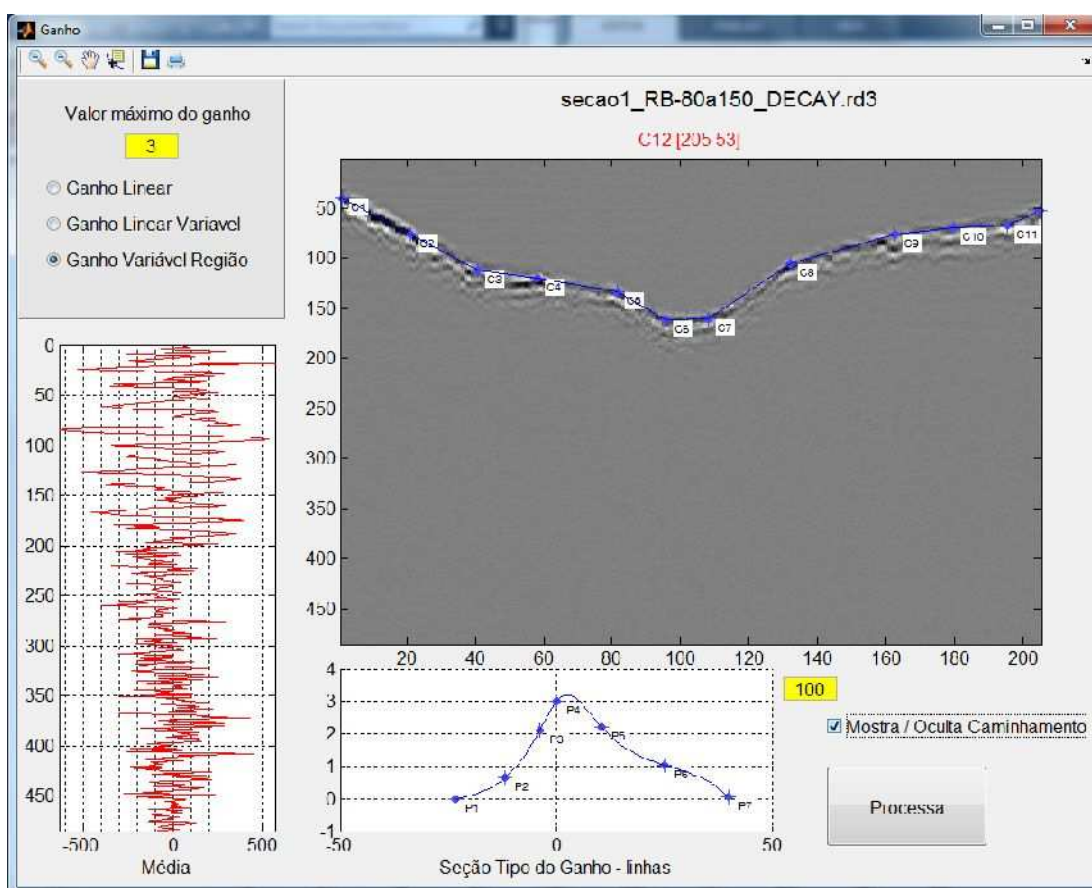 Ganho
Valor máximo do ganho
3
Ganho Linear
Ganho Linear Variavel
Ganho Variável Região
secao1_RB-80a150_DECAY.rd3
C12 [205 53]
50
100
150
200
250
300
350
400
450
20 40 60 80 100 120 140 160 180 200
C1
C2
C3
C4
C5
C6
C7
C8
C9
C10
C11
0
50
100
150
200
250
300
350
400
450
-500 0 500
Média
4
3
2
1
0
-1
-50 0 50
P1
P2
P3
P4
P5
P6
P7
Seção Tipo do Ganho - linhas
100
Mostra / Oculta Caminhamento
Processa